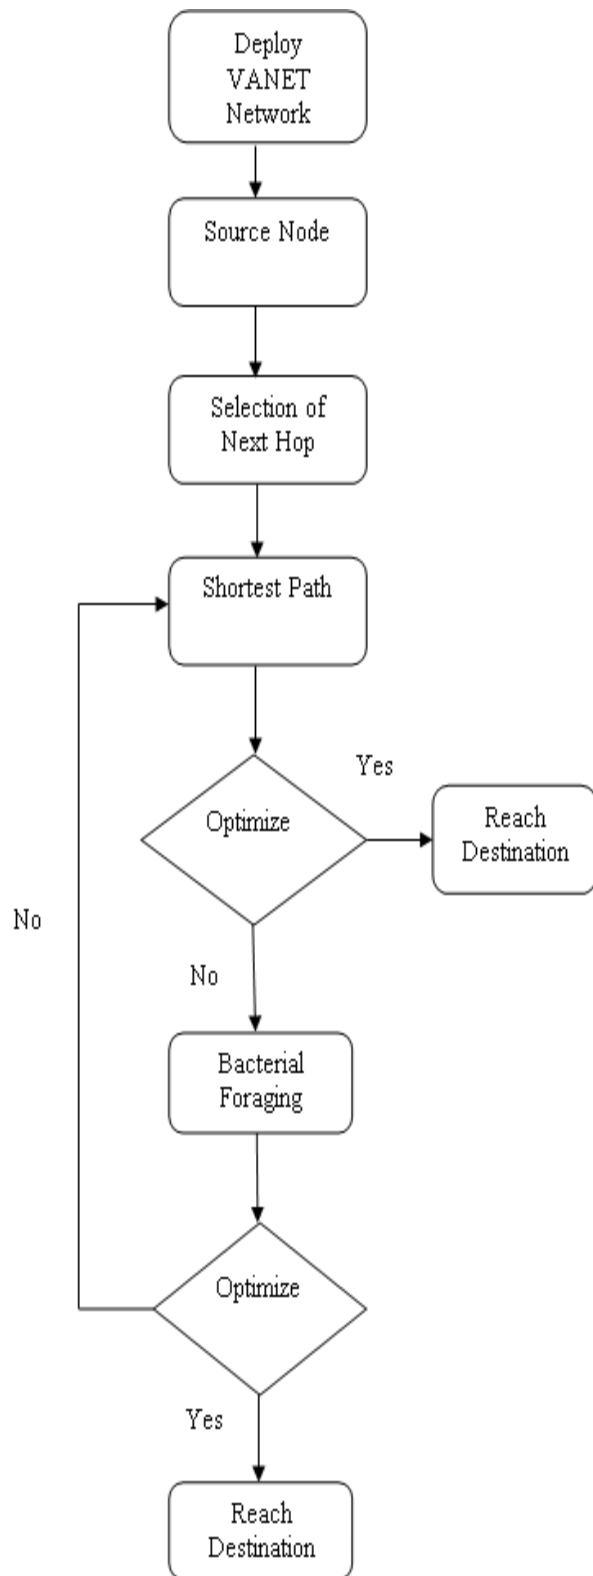 Deploy
VANET
Network
Source Node
Selection of
Next Hop
Shortest Path
Yes
Optimize
Reach
Destination
No
No
Bacterial
Foraging
Optimize
Yes
Reach
Destination